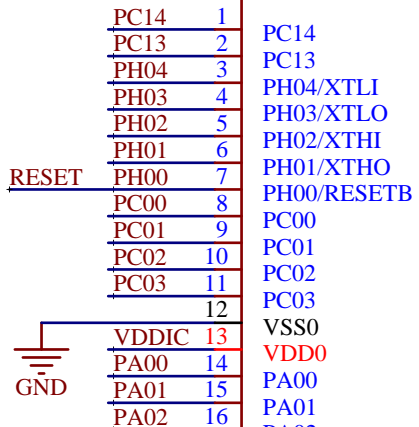 PC14 1 PC14
PC13 2 PC13
PH04 3 PH04/XTLI
PH03 4 PH03/XTLO
PH02 5 PH02/XTHI
PH01 6 PH01/XTHO
RESET PH00 7 PH00/RESETB
PC00 8 PC00
PC01 9 PC01
PC02 10 PC02
PC03 11 PC03
12 VSS0
VDDIC 13 VDD0
PA00 14 PA00
GND PA01 15 PA01
PA02 16